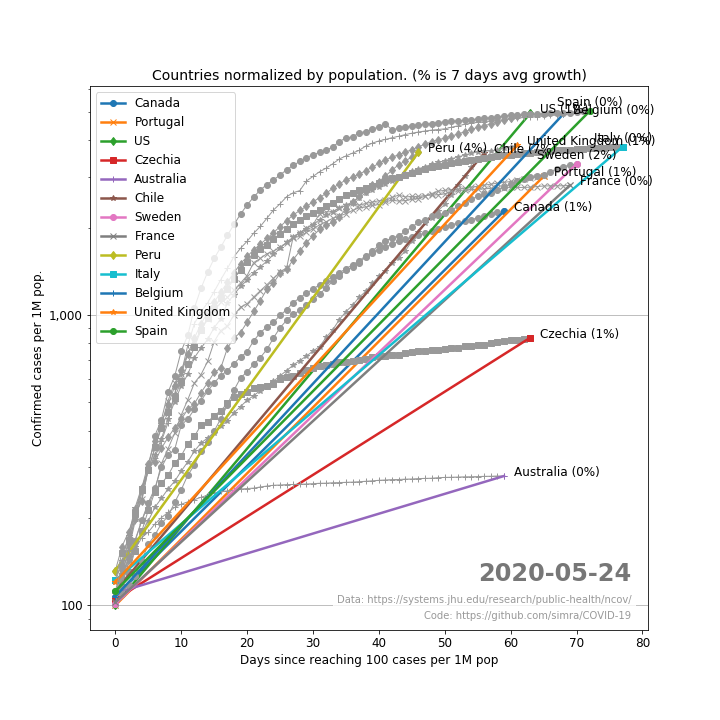 Countries normalized by population. (% is 7 days avg growth)
Confirmed cases per 1M pop.
1,000
100
Canada
Portugal
US
Czechia
Australia
Chile
Sweden
France
Peru
Italy
Belgium
United Kingdom
Spain
Spain (0%)
US (1%)
Belgium (0%)
Peru (4%)
Chile (7%)
United Kingdom (1%)
Italy (0%)
Sweden (2%)
Portugal (1%)
France (0%)
Canada (1%)
Czechia (1%)
Australia (0%)
2020-05-24
Data: https://systems.jhu.edu/research/public-health/ncov/
Code: https://github.com/simra/COVID-19
0 10 20 30 40 50 60 70 80
Days since reaching 100 cases per 1M pop